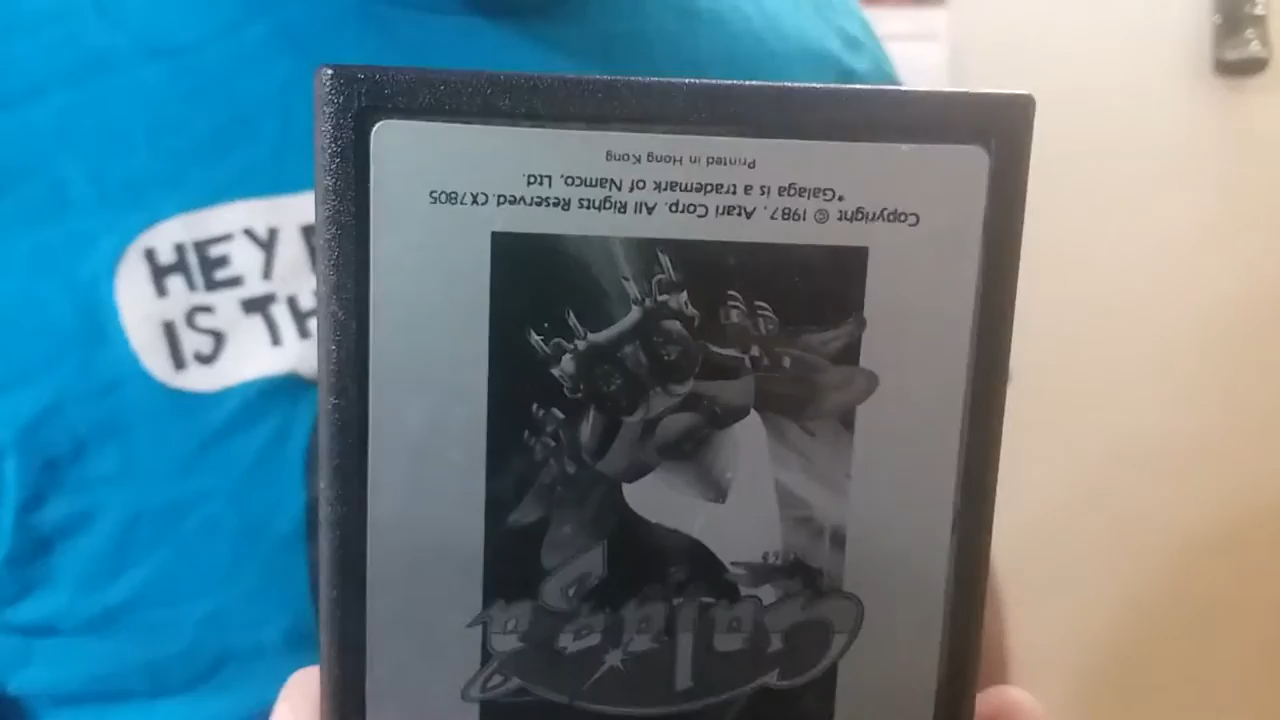 HEY
IS TH
Galaga
Copyright © 1987, Atari Corp. All Rights Reserved. CX7805
*Galaga is a trademark of Namco, Ltd.
Printed in Hong Kong